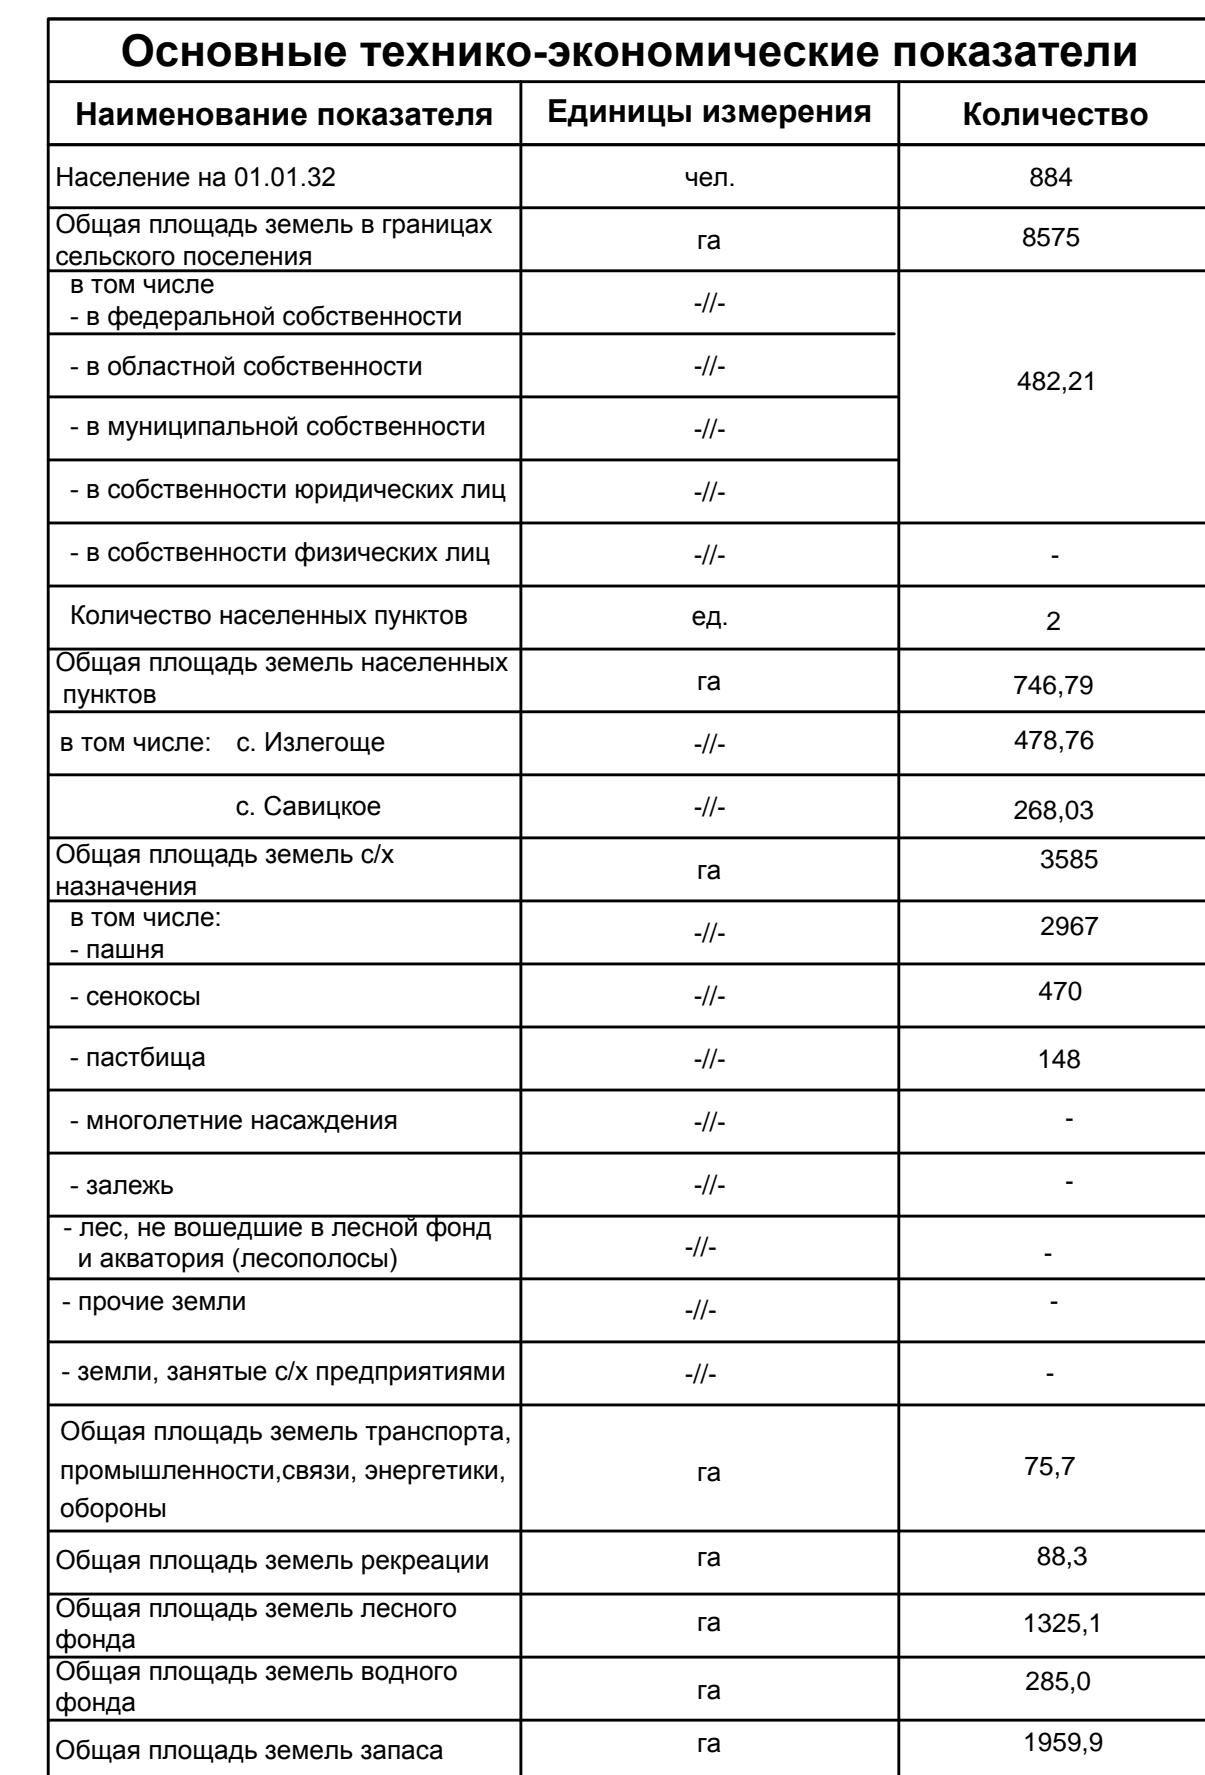 Основные технико-экономические показатели
Наименование показателя Единицы измерения Количество
Население на 01.01.32 чел. 884
Общая площадь земель в границах
сельского поселения га 8575
в том числе
- в федеральной собственности -//-
- в областной собственности -//- 482,21
- в муниципальной собственности -//-
- в собственности юридических лиц -//-
- в собственности физических лиц -//- -
Количество населенных пунктов ед. 2
Общая площадь земель населенных
пунктов га 746,79
в том числе: с. Излегоще -//- 478,76
с. Савицкое -//- 268,03
Общая площадь земель с/х
назначения га 3585
в том числе:
- пашня -//- 2967
- сенокосы -//- 470
- пастбища -//- 148
- многолетние насаждения -//- -
- залежь -//- -
- лес, не вошедшие в лесной фонд
и акватория (лесополосы) -//- -
- прочие земли -//- -
- земли, занятые с/х предприятиями -//- -
Общая площадь земель транспорта,
промышленности,связи, энергетики, га 75,7
обороны
Общая площадь земель рекреации га 88,3
Общая площадь земель лесного
фонда га 1325,1
Общая площадь земель водного
фонда га 285,0
Общая площадь земель запаса га 1959,9